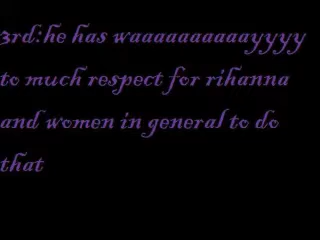 3rd:he has waaaaaaaaaayyyy
to much respect for rihanna
and women in general to do
that